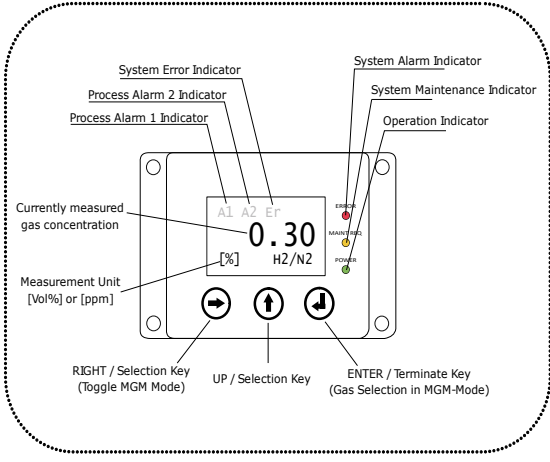 System Alarm Indicator
System Error Indicator
System Maintenance Indicator
Process Alarm 2 Indicator
Process Alarm 1 Indicator
Operation Indicator
Currently measured
gas concentration
A1 A2 Er
ERROR
0.30
MAINT REQ
[%] H2/N2
POWER
Measurement Unit
[Vol%] or [ppm]
RIGHT / Selection Key
(Toggle MGM Mode)
UP / Selection Key
ENTER / Terminate Key
(Gas Selection in MGM-Mode)